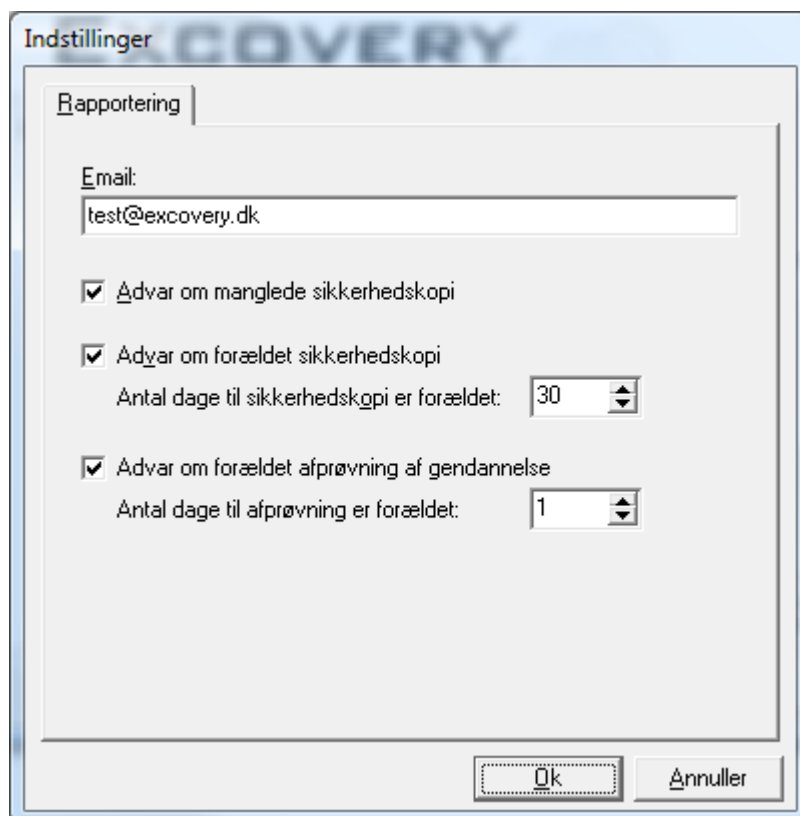 EXCOVERY
Indstillinger
Rapportering
Email:
test@excovery.dk
Advar om manglede sikkerhedskopi
Advar om forældet sikkerhedskopi
Antal dage til sikkerhedskopi er forældet: 30
Advar om forældet afprøvning af gendannelse
Antal dage til afprøvning er forældet: 1
Ok Annuller